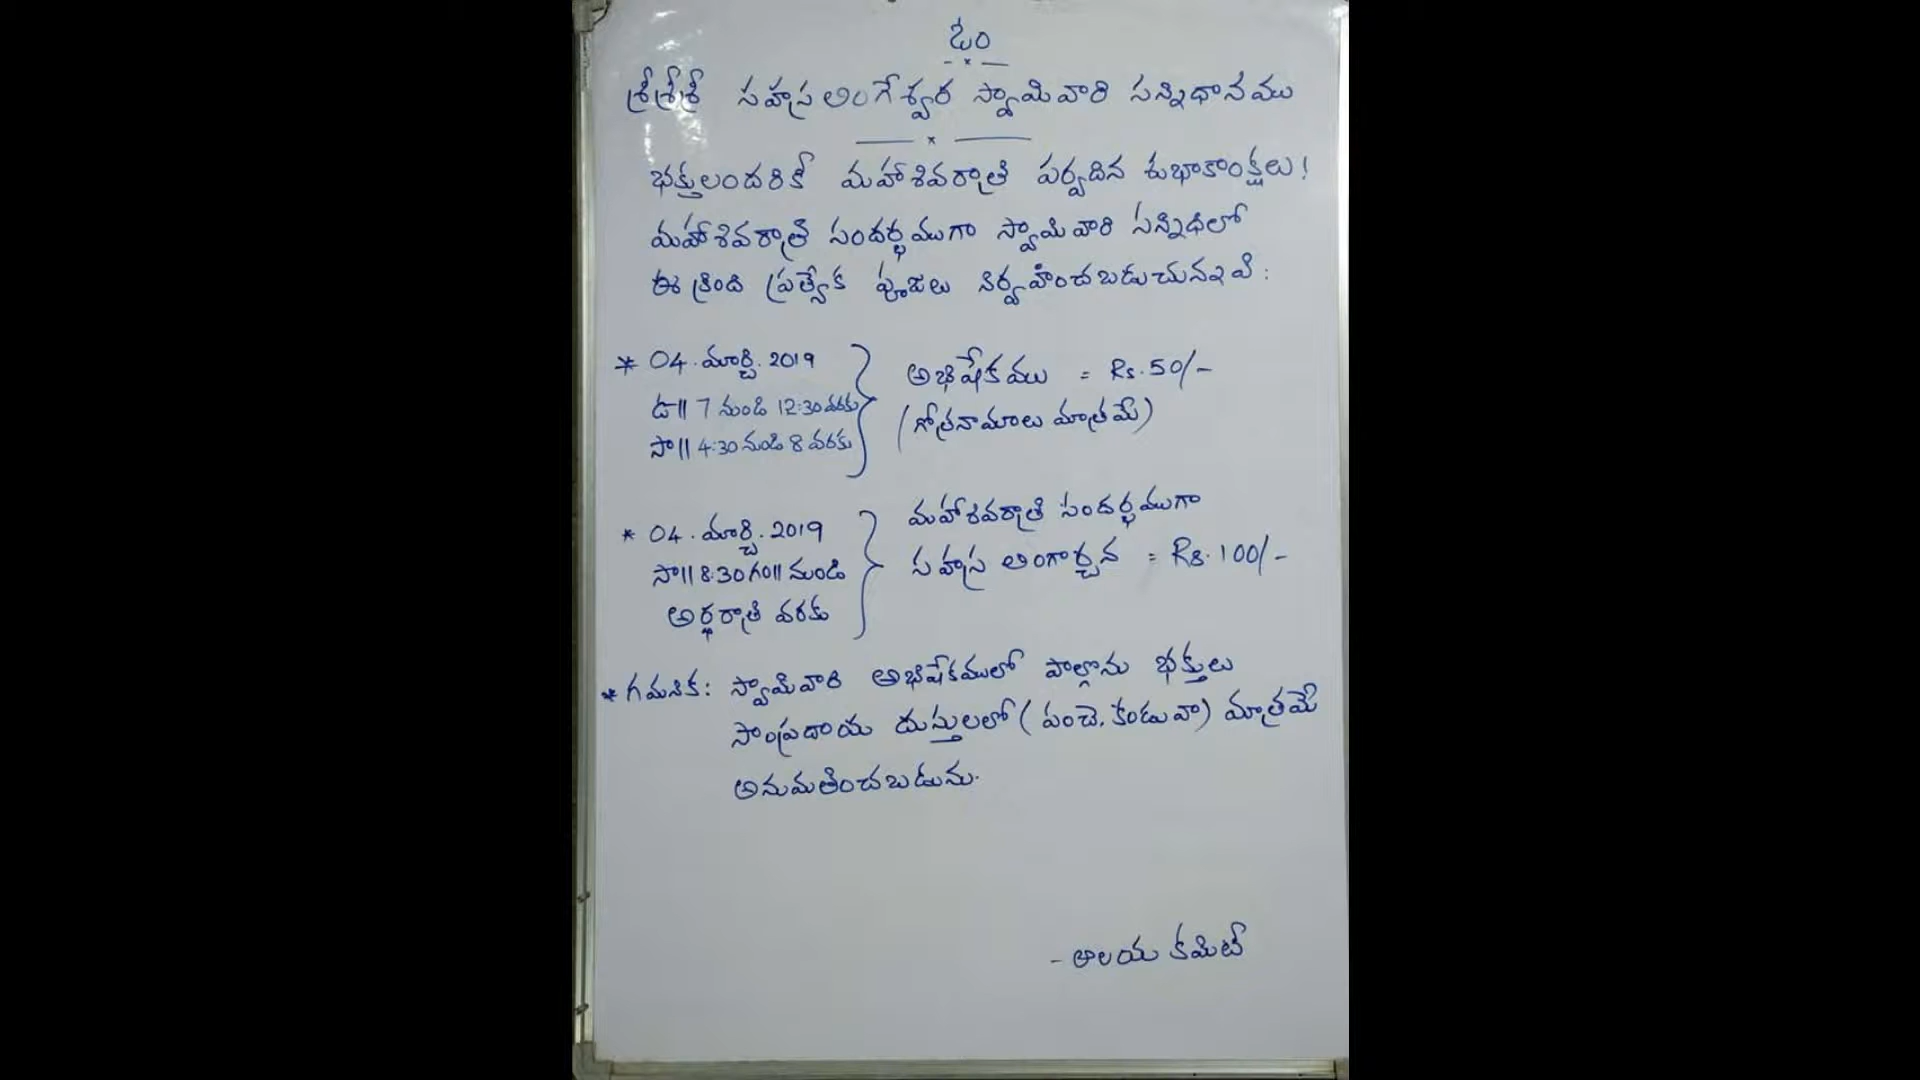 ఓం
శ్రీశ్రీశ్రీ సహస్ర లింగేశ్వర స్వామి వారి సన్నిధానము
భక్తులందరికీ మహాశివరాత్రి పర్వదిన శుభాకాంక్షలు!
మహాశివరాత్రి సందర్భముగా స్వామి వారి సన్నిధిలో
ఈ క్రింది ప్రత్యేక పూజలు నిర్వహించబడుచున్నవి :
* 04. మార్చి. 2019
ఉ|| 7 నుండి 12:30 వరకు
సా|| 4:30 నుండి 8 వరకు
అభిషేకము = Rs. 50/-
(గోత్రనామాలు మాత్రమే)
* 04. మార్చి. 2019
సా|| 8:30 గం|| నుండి
అర్థరాత్రి వరకు
మహాశివరాత్రి సందర్భముగా
సహస్ర లింగార్చన = Rs. 100/-
* గమనిక: స్వామివారి అభిషేకములో పాల్గొను భక్తులు
సాంప్రదాయ దుస్తులలో (పంచె, కండువా) మాత్రమే
అనుమతించబడును.
- ఆలయ కమిటీ